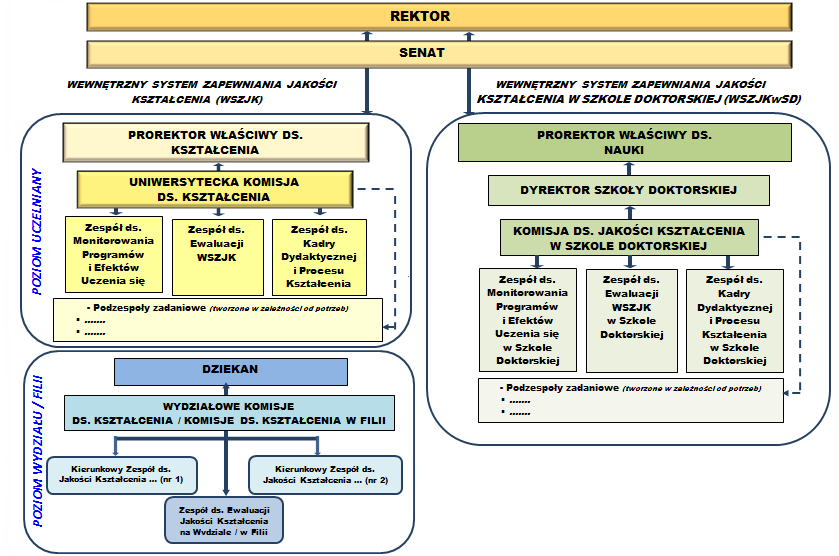 REKTOR
SENAT
WEWNĘTRZNY SYSTEM ZAPEWNIANIA JAKOŚCI
KSZTAŁCENIA (WSZJK)
WEWNĘTRZNY SYSTEM ZAPEWNIANIA JAKOŚCI
KSZTAŁCENIA W SZKOLE DOKTORSKIEJ (WSZJKwSD)
POZIOM UCZELNIANY
PROREKTOR WŁAŚCIWY DS.
KSZTAŁCENIA
UNIWERSYTECKA KOMISJA
DS. KSZTAŁCENIA
Zespół ds.
Monitorowania
Programów
i Efektów
Uczenia się
Zespół ds.
Ewaluacji
WSZJK
Zespół ds.
Kadry
Dydaktycznej
i Procesu
Kształcenia
- Podzespoły zadaniowe (tworzone w zależności od potrzeb)
▪ .......
▪ .......
PROREKTOR WŁAŚCIWY DS.
NAUKI
DYREKTOR SZKOŁY DOKTORSKIEJ
KOMISJA DS. JAKOŚCI KSZTAŁCENIA
W SZKOLE DOKTORSKIEJ
Zespół ds.
Monitorowania
Programów
i Efektów
Uczenia się
w Szkole
Doktorskiej
Zespół ds.
Ewaluacji
WSZJK
w Szkole
Doktorskiej
Zespół ds.
Kadry
Dydaktycznej
i Procesu
Kształcenia
w Szkole
Doktorskiej
- Podzespoły zadaniowe (tworzone w zależności od potrzeb)
▪ .......
▪ .......
POZIOM WYDZIAŁU / FILII
DZIEKAN
WYDZIAŁOWE KOMISJE
DS. KSZTAŁCENIA / KOMISJE DS. KSZTAŁCENIA W FILII
Kierunkowy Zespół ds.
Jakości Kształcenia ... (nr 1)
Kierunkowy Zespół ds.
Jakości Kształcenia ... (nr 2)
Zespół ds. Ewaluacji
Jakości Kształcenia
na Wydziale / w Filii